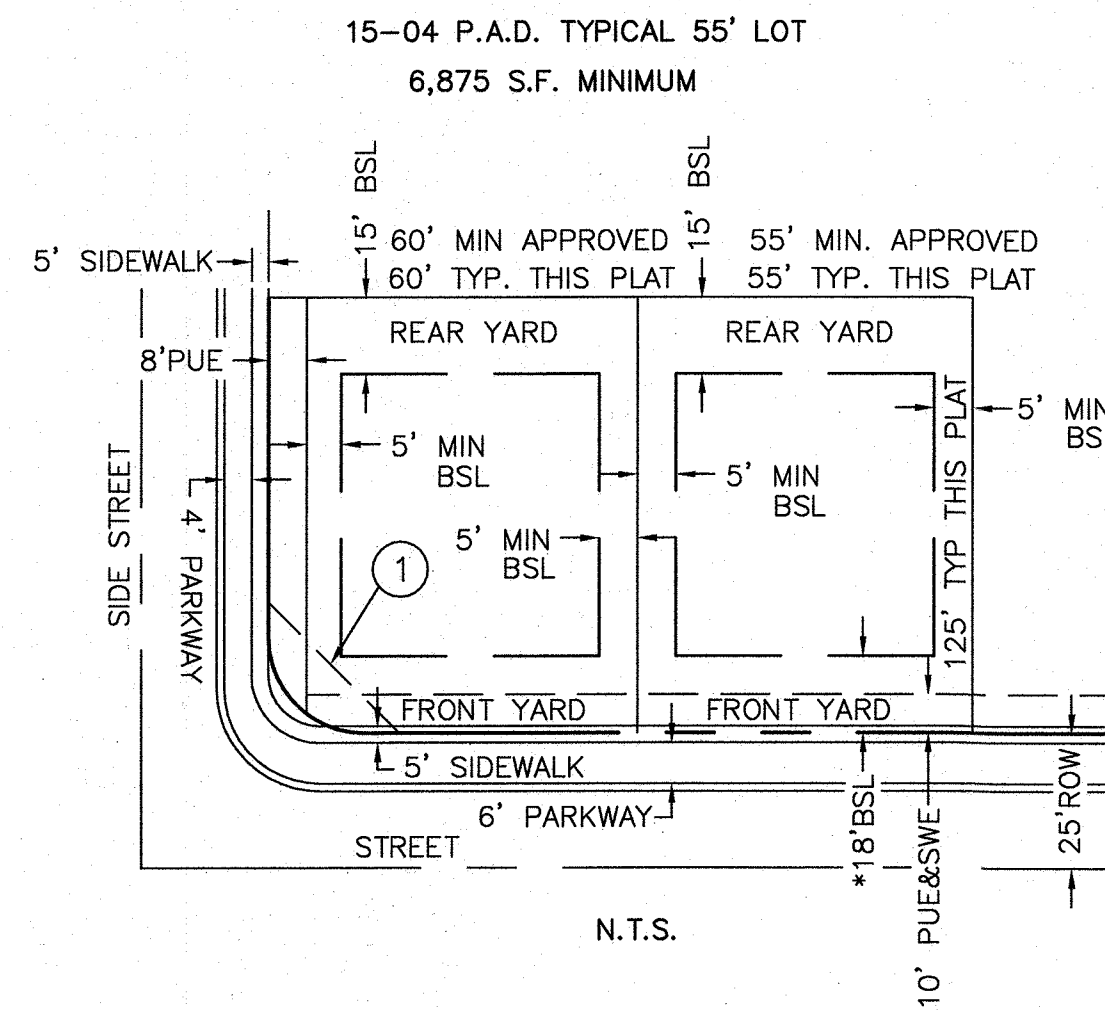 15-04 P.A.D. TYPICAL 55' LOT
6,875 S.F. MINIMUM
15' BSL
15' BSL
60' MIN APPROVED
60' TYP. THIS PLAT
55' MIN. APPROVED
55' TYP. THIS PLAT
5' SIDEWALK
REAR YARD
REAR YARD
8'PUE
5' MIN
BSL
5' MIN
BSL
5' MIN
BS
5' MIN
BSL
125' TYP THIS PLAT
SIDE STREET
4' PARKWAY
1
FRONT YARD
FRONT YARD
5' SIDEWALK
6' PARKWAY
STREET
*18'BSL
10' PUE&SWE
25'ROW
N.T.S.